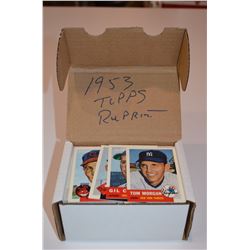 1953
TOPPS
REPRINT
GIL C
TOM MORGAN
NEW YORK YANKEES